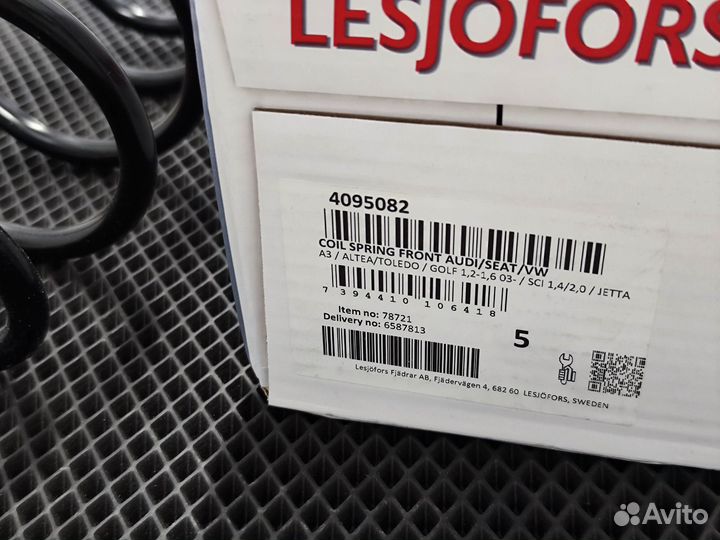 LESJÖFORS
4095082
COIL SPRING FRONT AUDI/SEAT/VW
A3 / ALTEA/TOLEDO / GOLF 1,2-1,6 03- / SCI 1,4/2,0 / JETTA
7 394410 106418
Item no: 78721
Delivery no: 6587813
5
Lesjöfors Fjädrar AB, Fjädervägen 4, 682 60 LESJÖFORS, SWEDEN
Avito